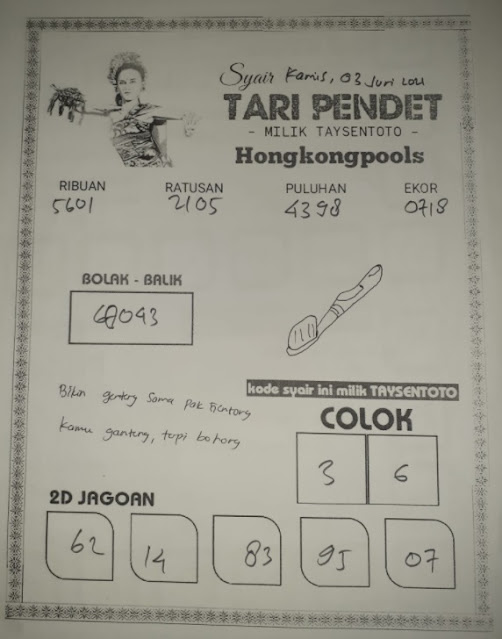 Syair Kamis, 03 Juni 2021
TARI PENDET
- MILIK TAYSENTOTO -
Hongkongpools
RIBUAN RATUSAN PULUHAN EKOR
5601 2105 4398 0718
BOLAK - BALIK
Bikin genteng sama pak Bentong
Kamu ganteng, tapi bohong
kode syair ini milik TAYSENTOTO
COLOK
3 6
2D JAGOAN
62 14 83 95 07